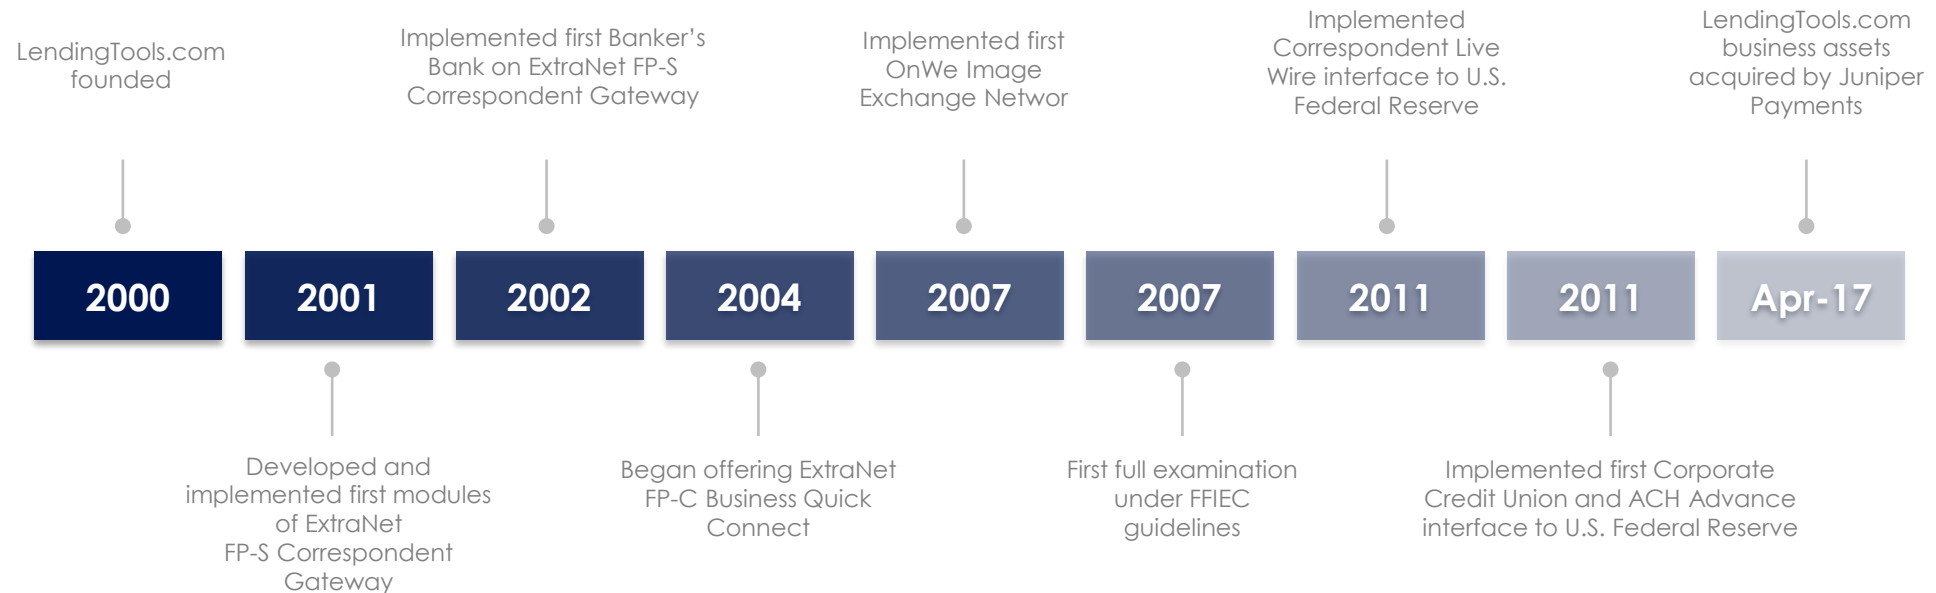 LendingTools.com
founded
Implemented first Banker’s
Bank on ExtraNet FP-S
Correspondent Gateway
Implemented first
OnWe Image
Exchange Networ
Implemented
Correspondent Live
Wire interface to U.S.
Federal Reserve
LendingTools.com
business assets
acquired by Juniper
Payments
2000
2001
2002
2004
2007
2007
2011
2011
Apr-17
Developed and
implemented first modules
of ExtraNet
FP-S Correspondent
Gateway
Began offering ExtraNet
FP-C Business Quick
Connect
First full examination
under FFIEC
guidelines
Implemented first Corporate
Credit Union and ACH Advance
interface to U.S. Federal Reserve